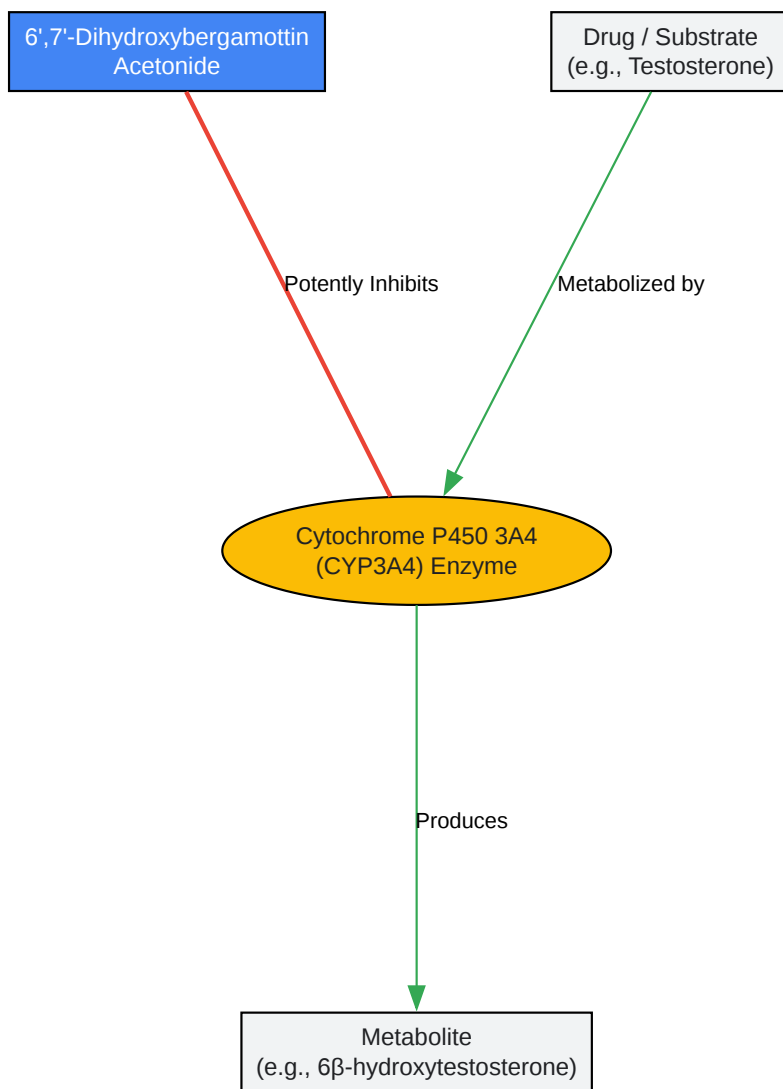 6',7'-Dihydroxybergamottin
Acetonide
Drug / Substrate
(e.g., Testosterone)
Potently Inhibits
Metabolized by
Cytochrome P450 3A4
(CYP3A4) Enzyme
Produces
Metabolite
(e.g., 6β-hydroxytestosterone)